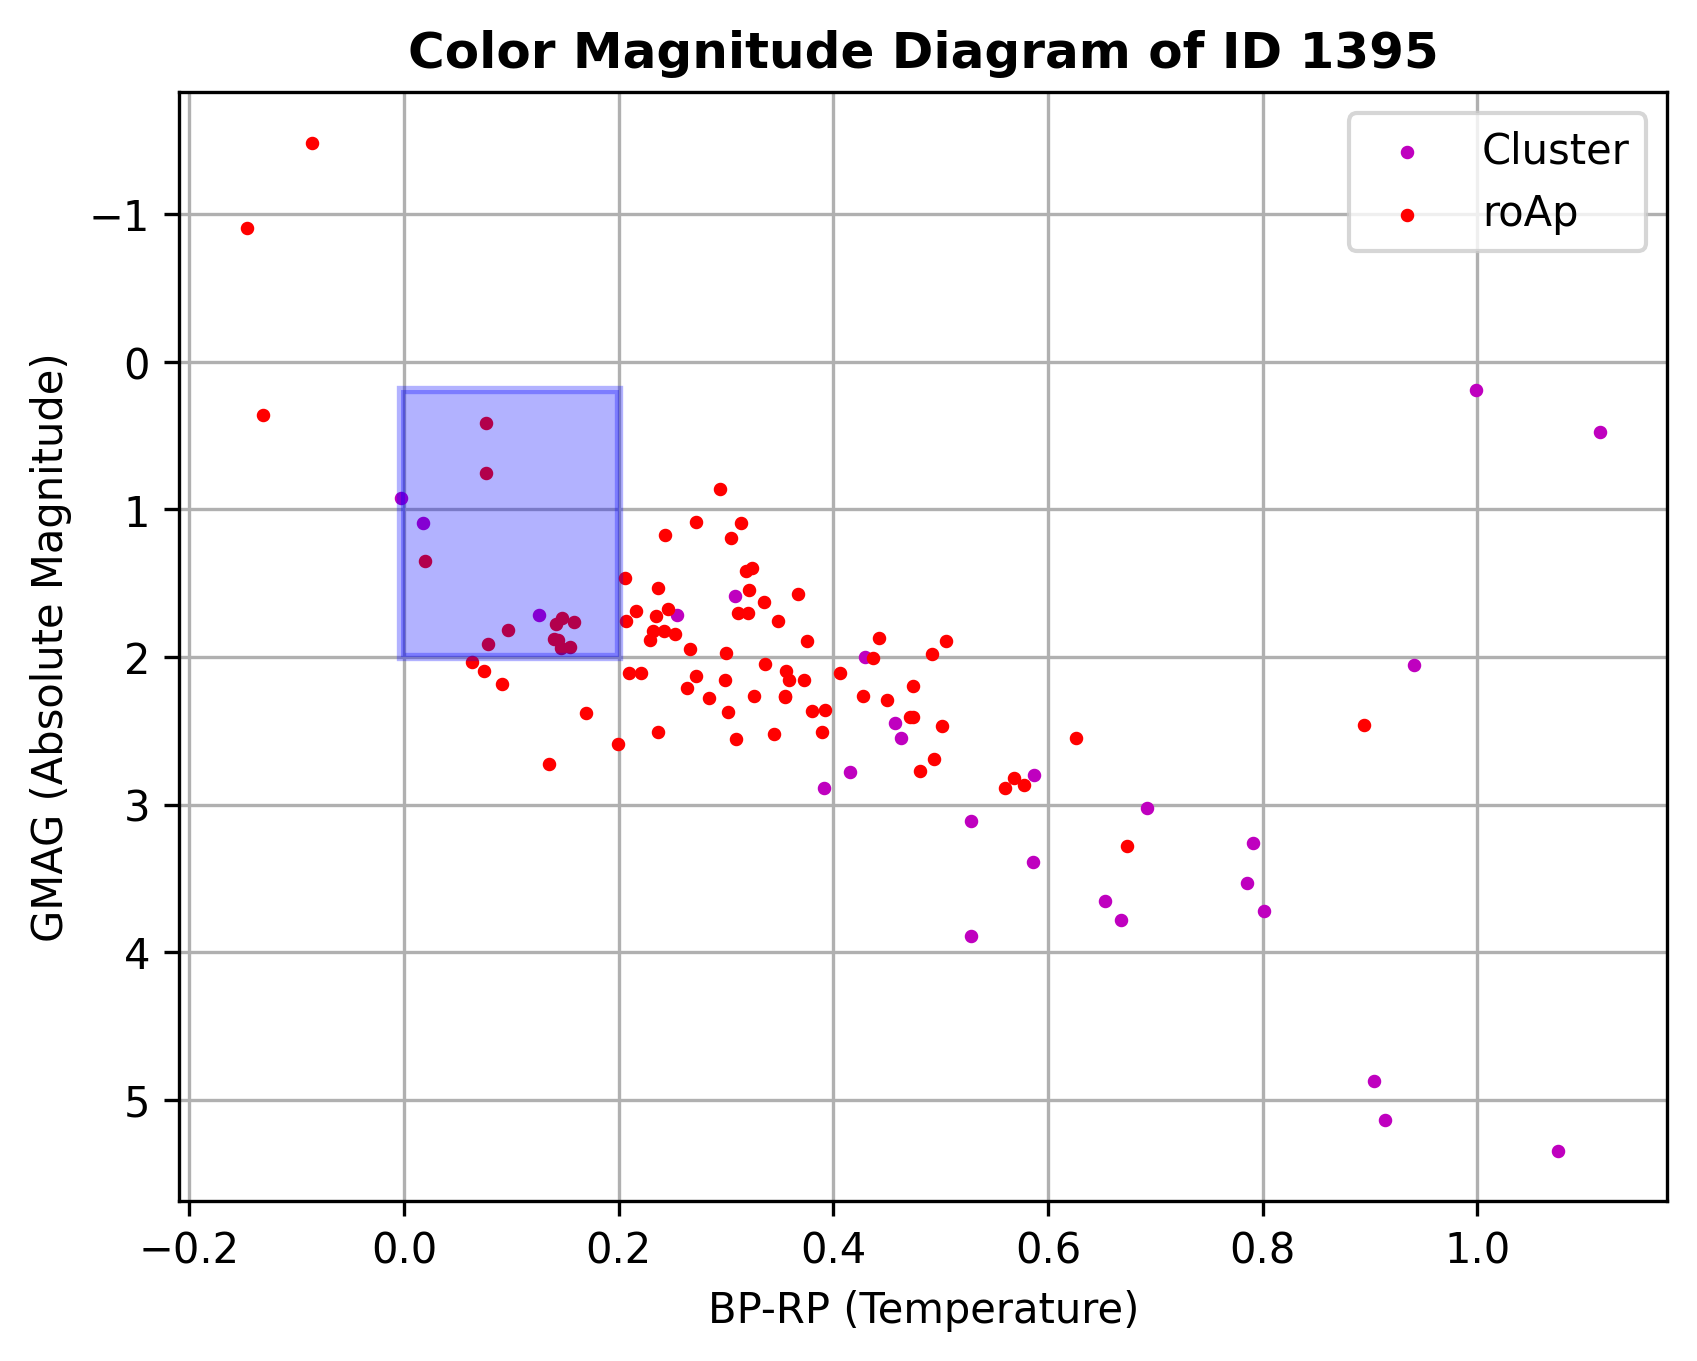 Color Magnitude Diagram of ID 1395
Cluster
roAp
GMAG (Absolute Magnitude)
−1
0
1
2
3
4
5
−0.2
0.0
0.2
0.4
0.6
0.8
1.0
BP-RP (Temperature)